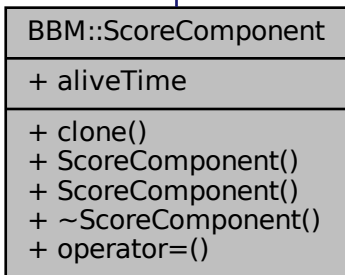 BBM::ScoreComponent
+ aliveTime
+ clone()
+ ScoreComponent()
+ ScoreComponent()
+ ~ScoreComponent()
+ operator=()